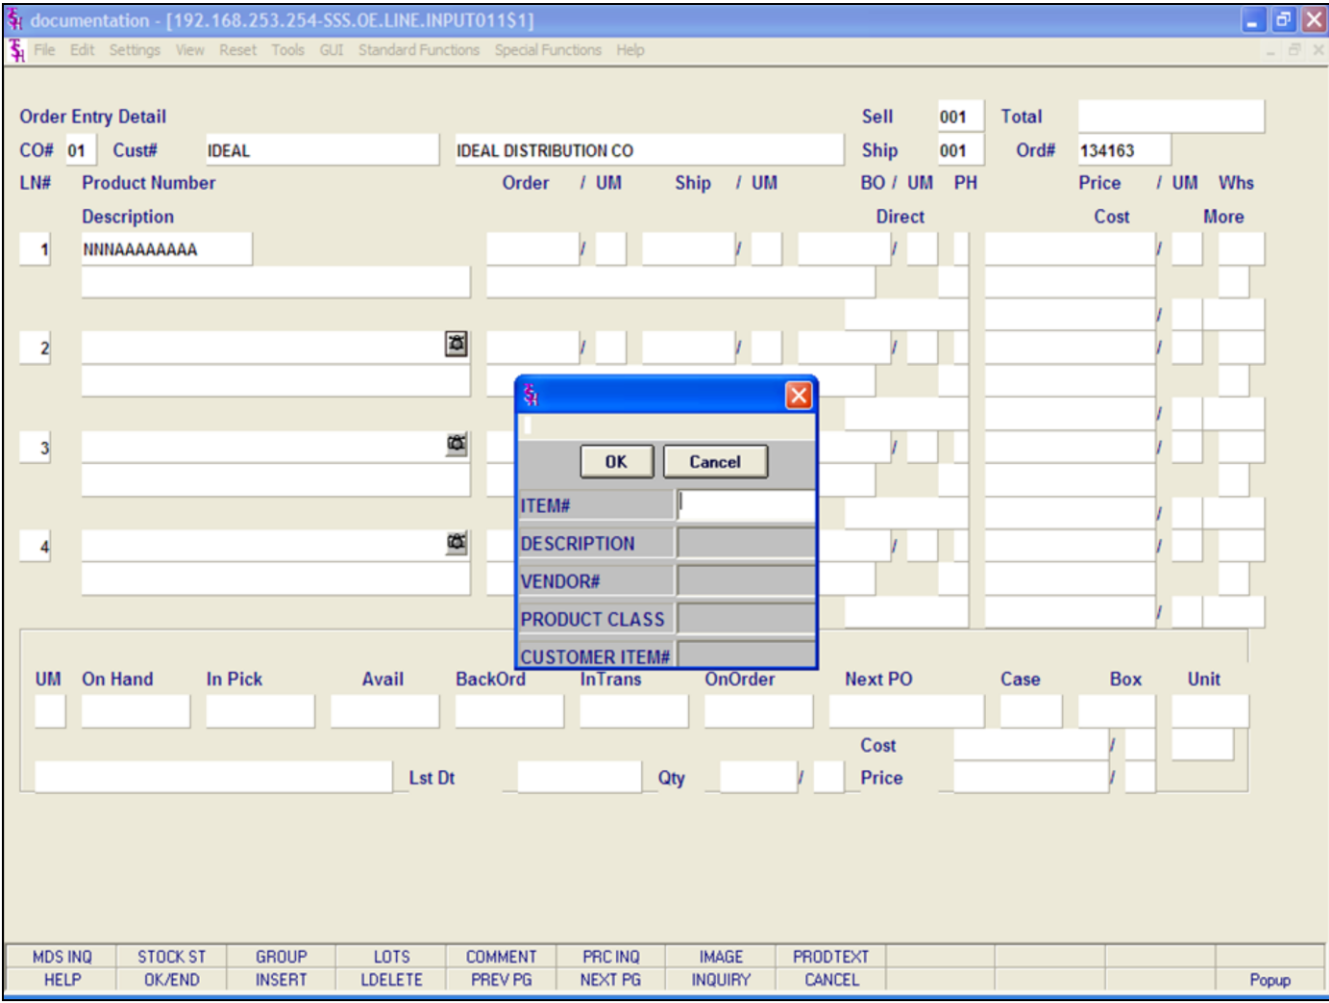 documentation - [192.168.253.254-SSS.OE.LINE.INPUT011$1]
File Edit Settings View Reset Tools GUI Standard Functions Special Functions Help
Order Entry Detail Sell 001 Total
CO# 01 Cust# IDEAL IDEAL DISTRIBUTION CO Ship 001 Ord# 134163
LN# Product Number Order / UM Ship / UM BO / UM PH Price / UM Whs
Description Direct Cost More
1 NNNAAAAAAAA / / / /
/
2 / / / /
/
3 / /
/
4 / /
/
OK Cancel
ITEM#
DESCRIPTION
VENDOR#
PRODUCT CLASS
CUSTOMER ITEM#
UM On Hand In Pick Avail BackOrd InTrans OnOrder Next PO Case Box Unit
Cost /
Lst Dt Qty / Price /
MDS INQ STOCK ST GROUP LOTS COMMENT PRC INQ IMAGE PRODTEXT
HELP OK/END INSERT LDELETE PREV PG NEXT PG INQUIRY CANCEL Popup